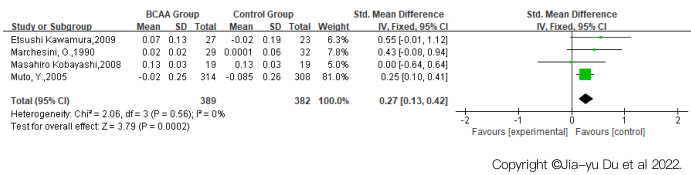 BCAA Group Control Group Std. Mean Difference Std. Mean Difference
Study or Subgroup Mean SD Total Mean SD Total Weight IV, Fixed, 95% CI IV, Fixed, 95% CI
Etsushi Kawamura,2009 0.07 0.13 27 -0.02 0.19 23 6.3% 0.55 [-0.01, 1.12]
Marchesini, G.,1990 0.02 0.02 29 0.0001 0.06 32 7.8% 0.43 [-0.08, 0.94]
Masahiro Kobayashi,2008 0.13 0.03 19 0.13 0.03 19 5.0% 0.00 [-0.64, 0.64]
Muto, Y.,2005 -0.02 0.25 314 -0.085 0.26 308 81.0% 0.25 [0.10, 0.41]
Total (95% CI) 389 382 100.0% 0.27 [0.13, 0.42]
Heterogeneity: Chi² = 2.06, df = 3 (P = 0.56); I² = 0%
Test for overall effect: Z = 3.79 (P = 0.0002)
-2 -1 0 1 2
Favours [experimental] Favours [control]
Copyright ©Jia-yu Du et al 2022.